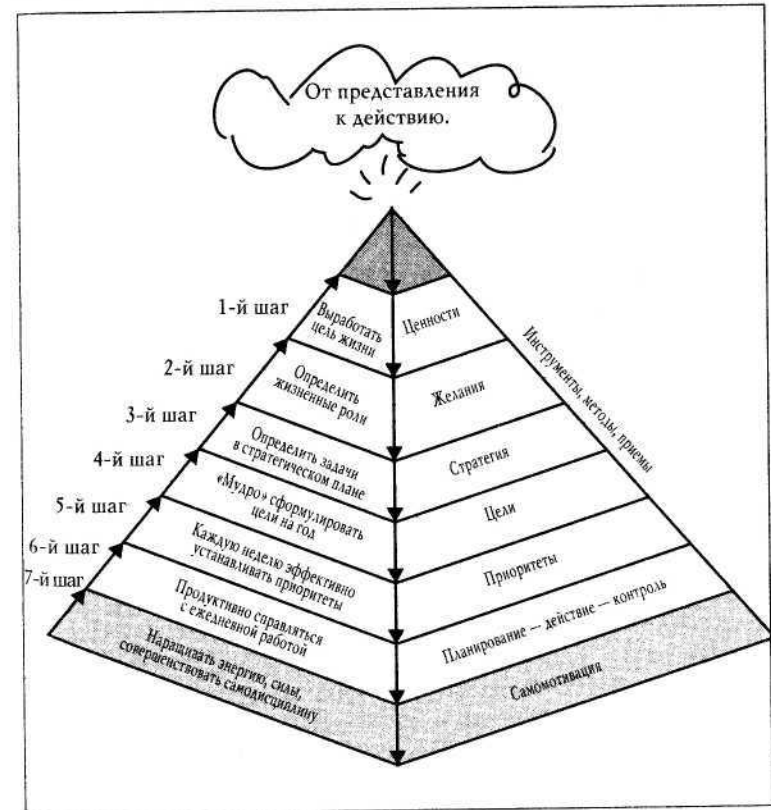 От представления
к действию.
1-й шаг
Выработать
цель жизни
Ценности
2-й шаг
Определить
жизненные роли
Желания
3-й шаг
Определить задачи
в стратегическом плане
Стратегия
4-й шаг
«Мудро» сформулировать
цели на год
Цели
5-й шаг
Каждую неделю эффективно
устанавливать приоритеты
Приоритеты
6-й шаг
Продуктивно справляться
с ежедневной работой
Планирование — действие — контроль
7-й шаг
Наращивать энергию, силы,
совершенствовать самодисциплину
Самомотивация
Инструменты, методы, приемы